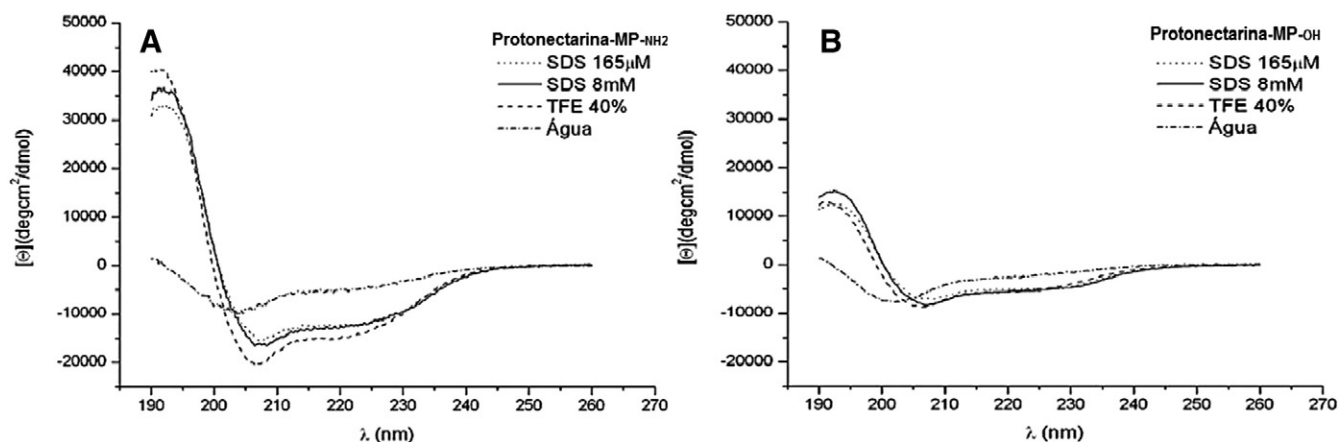 A
Protonectarina-MP-NH2
SDS 165μM
SDS 8mM
TFE 40%
Água
50000
40000
30000
20000
10000
0
-10000
-20000
[Θ](degcm²/dmol)
190 200 210 220 230 240 250 260 270
λ (nm)
B
Protonectarina-MP-OH
SDS 165μM
SDS 8mM
TFE 40%
Água
50000
40000
30000
20000
10000
0
-10000
-20000
[Θ](degcm²/dmol)
190 200 210 220 230 240 250 260 270
λ (nm)